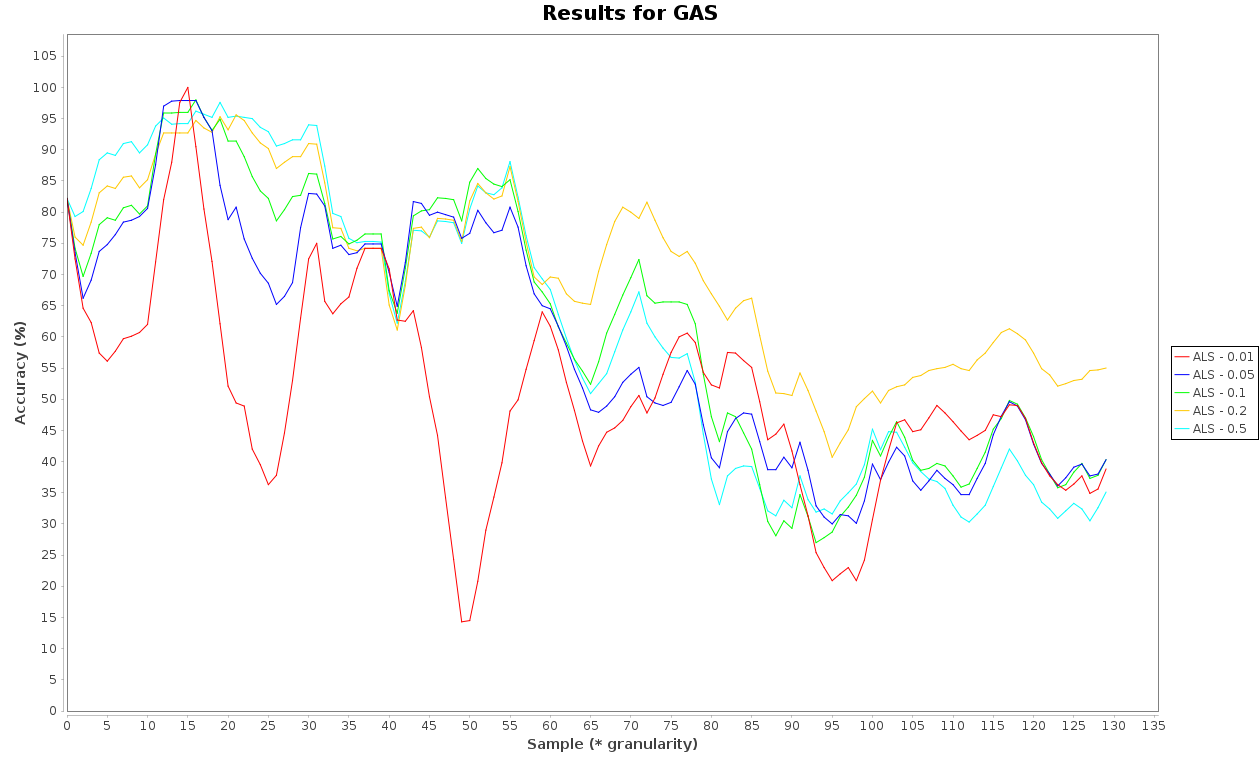 Results for GAS
Accuracy (%)
105
100
95
90
85
80
75
70
65
60
55
50
45
40
35
30
25
20
15
10
5
0
0 5 10 15 20 25 30 35 40 45 50 55 60 65 70 75 80 85 90 95 100 105 110 115 120 125 130 135
Sample (* granularity)
ALS - 0.01
ALS - 0.05
ALS - 0.1
ALS - 0.2
ALS - 0.5